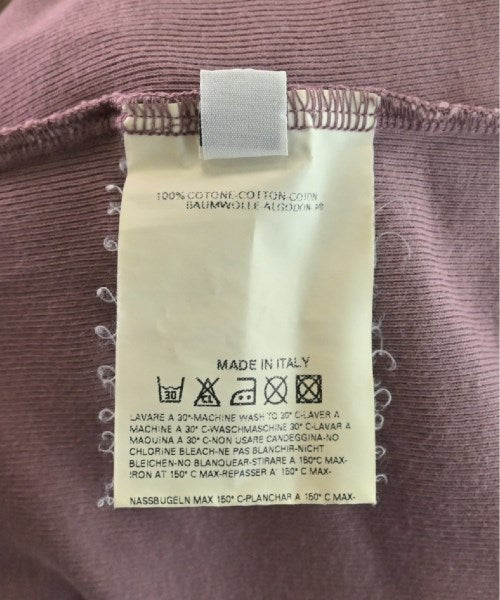 100% COTONE-COTTON-COTON
BAUMWOLLE-ALGODON-
MADE IN ITALY
30
LAVARE A 30°-MACHINE WASH TO 30° C-LAVER A
MACHINE A 30° C-WASCHMASCHINE 30° C-LAVAR A
MAQUINA A 30° C-NON USARE CANDEGGINA-NO
CHLORINE BLEACH-NE PAS BLANCHIR-NICHT
BLEICHEN-NO BLANQUEAR-STIRARE A 150°C MAX-
IRON AT 150° C MAX-REPASSER A 150° C MAX-
NASSBUGELN MAX 150° C-PLANCHAR A 150° C MAX-